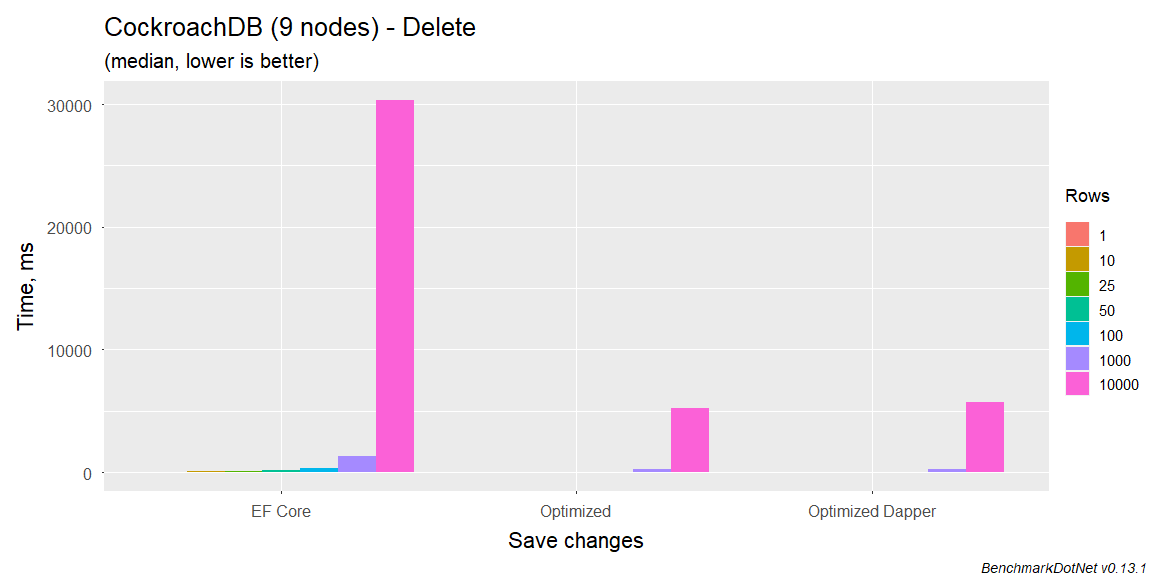 CockroachDB (9 nodes) - Delete
(median, lower is better)
Time, ms
30000
20000
10000
0
EF Core
Optimized
Optimized Dapper
Save changes
Rows
1
10
25
50
100
1000
10000
BenchmarkDotNet v0.13.1